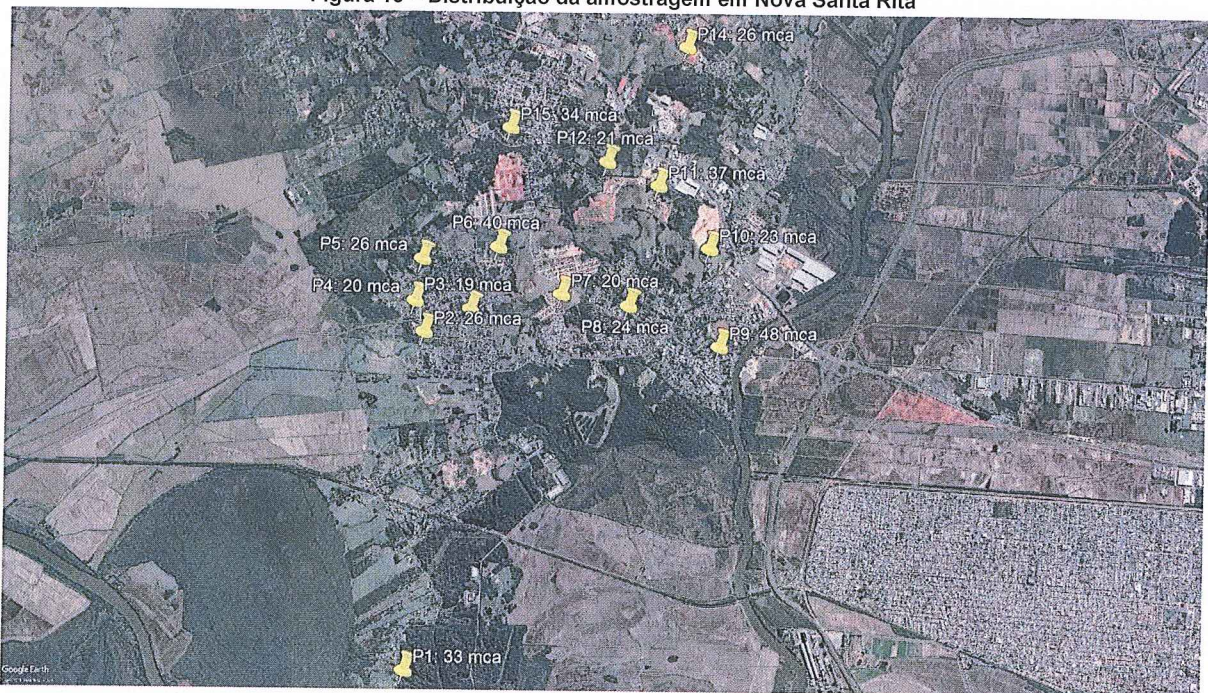 Distribuição da amostragem em Nova Santa Rita
P14: 26 mca
P15: 34 mca
P12: 21 mca
P11: 37 mca
P6: 40 mca
P10: 23 mca
P5: 26 mca
P4: 20 mca
P3: 19 mca
P7: 20 mca
P2: 26 mca
P8: 24 mca
P9: 48 mca
P1: 33 mca
Google Earth